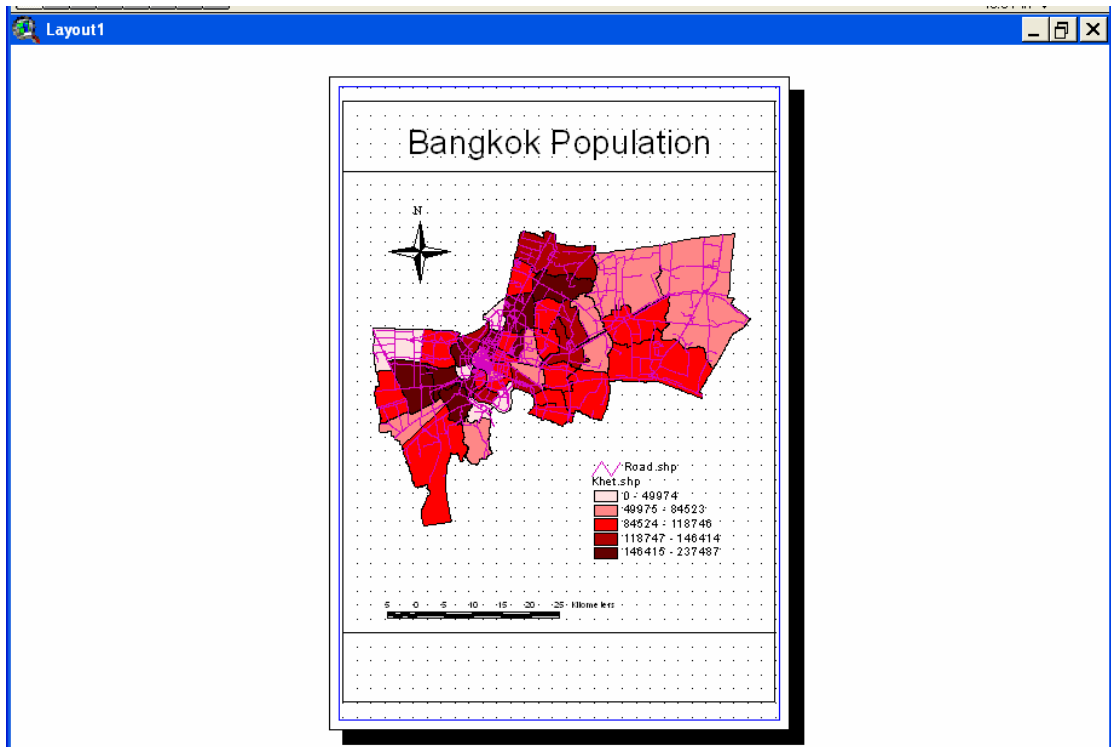 Layout1
Bangkok Population
N
Road.shp
Khet.shp
0 - 49974
49975 - 84523
84524 - 118746
118747 - 146414
146415 - 237487
5 0 5 10 15 20 25 Kilometers